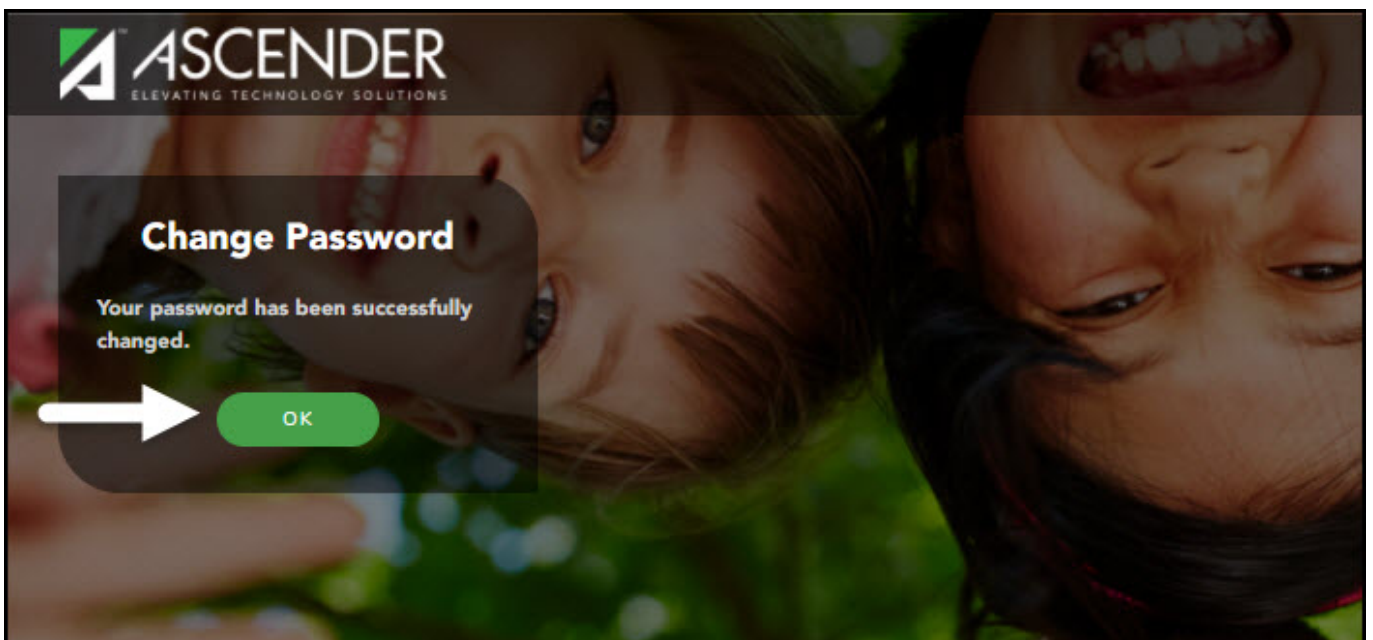 ASCENDER
ELEVATING TECHNOLOGY SOLUTIONS
Change Password
Your password has been successfully
changed.
OK